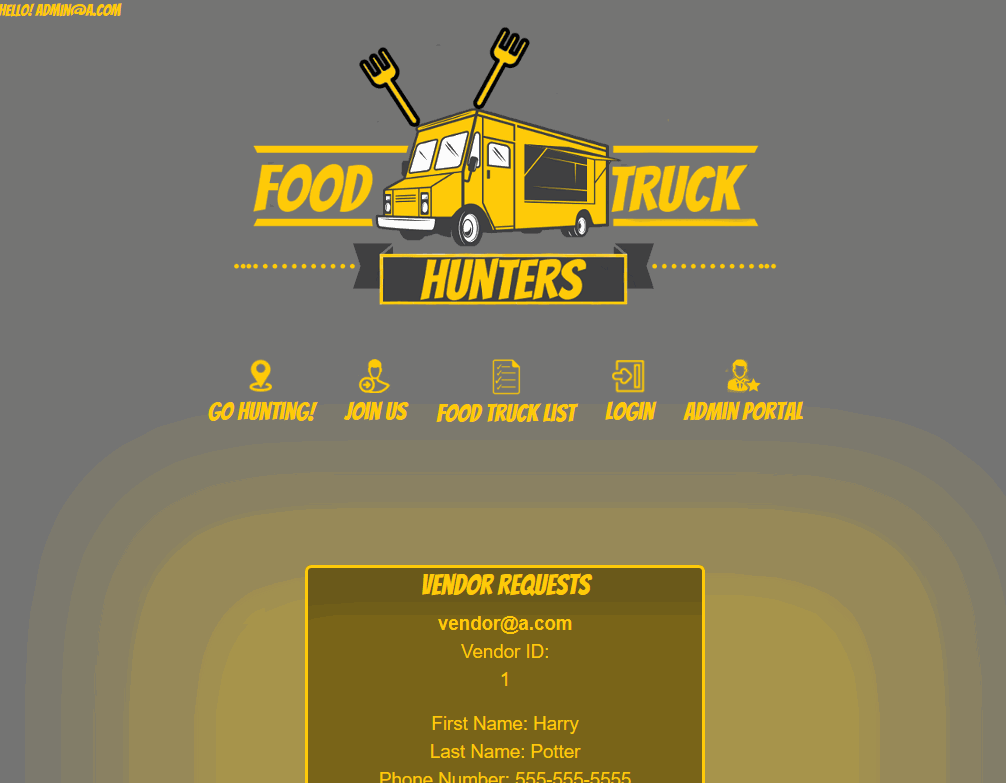 HELLO! ADMIN@A.COM
FOOD TRUCK
HUNTERS
GO HUNTING! JOIN US FOOD TRUCK LIST LOGIN ADMIN PORTAL
VENDOR REQUESTS
vendor@a.com
Vendor ID:
1
First Name: Harry
Last Name: Potter
Phone Number: 555-555-5555